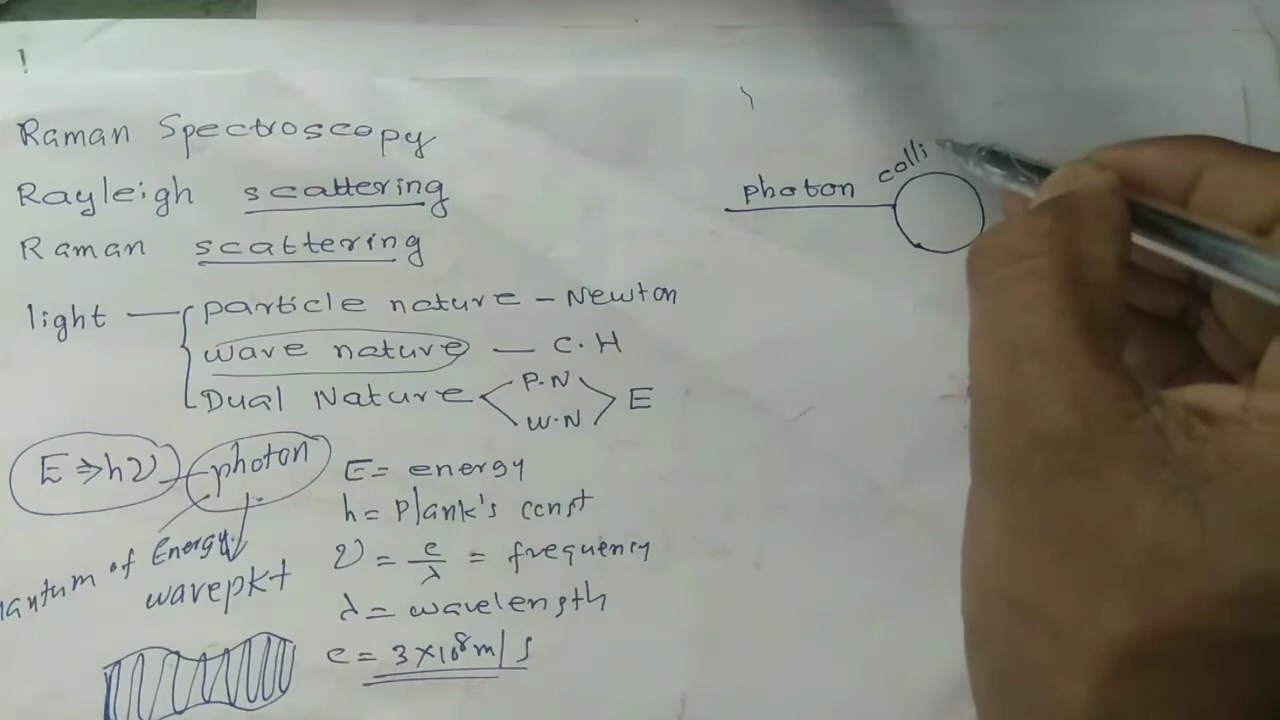 Raman Spectroscopy
Rayleigh scattering
Raman scattering
light — particle nature - Newton
wave nature — C.H
Dual Nature P.N
W.N E
E ⇒ hν - photon
antum of Energy
wavepkt
E = energy
h = Plank's const
ν = c/λ = frequency
λ = wavelength
c = 3×10⁸ m/s
photon colli